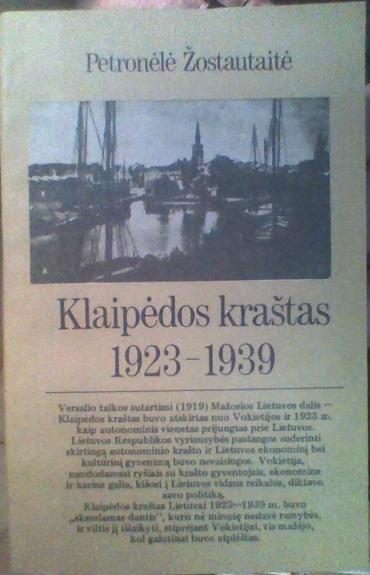 Petronėlė Žostautaitė
Klaipėdos kraštas
1923–1939
Versalio taikos sutartimi (1919) Mažosios Lietuvos dalis —
Klaipėdos kraštas buvo atskirtas nuo Vokietijos ir 1923 m.
kaip autonominis vienetas prijungtas prie Lietuvos.
Lietuvos Respublikos vyriausybės pastangos suderinti
skirtingą autonominio krašto ir Lietuvos ekonominį bei
kultūrinį gyvenimą buvo nevaisingos. Vokietija,
naudodamasi ryšiais su krašto gyventojais, ekonomine
ir karine galia, kišosi į Lietuvos vidaus reikalus, diktavo
savo politiką.
Klaipėdos kraštas Lietuvai 1923—1939 m. buvo
„skaudamas dantis", kuris nė minutę nedavė ramybės,
ir viltis jį išlaikyti, stiprėjant Vokietijai, vis mažėjo,
kol galutinai buvo atplėštas.